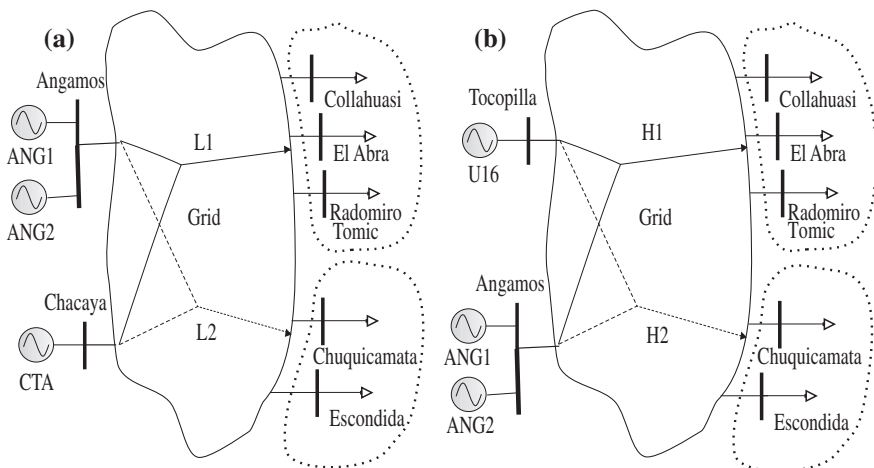 (a)
Angamos
ANG1
ANG2
Chacaya
CTA
L1
Grid
L2
Collahuasi
El Abra
Radomiro
Tomic
Chuquicamata
Escondida
(b)
Tocopilla
U16
Angamos
ANG1
ANG2
H1
Grid
H2
Collahuasi
El Abra
Radomiro
Tomic
Chuquicamata
Escondida